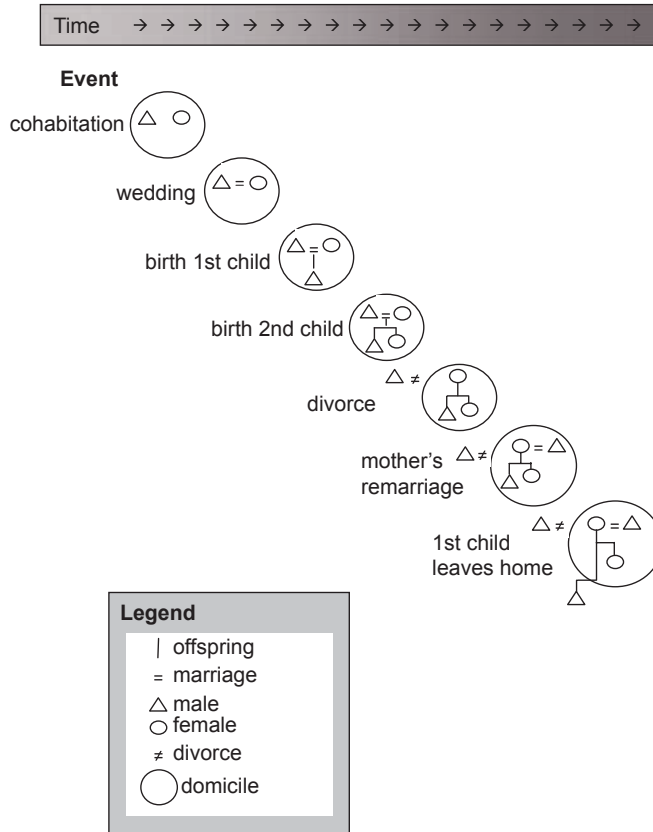 Time → → → → → → → → → → → → → → → → → →
Event
cohabitation
wedding
=
birth 1st child
=
birth 2nd child
=
≠
divorce
mother's
≠ =
remarriage
≠ =
1st child
leaves home
Legend
| offspring
= marriage
male
female
≠ divorce
domicile